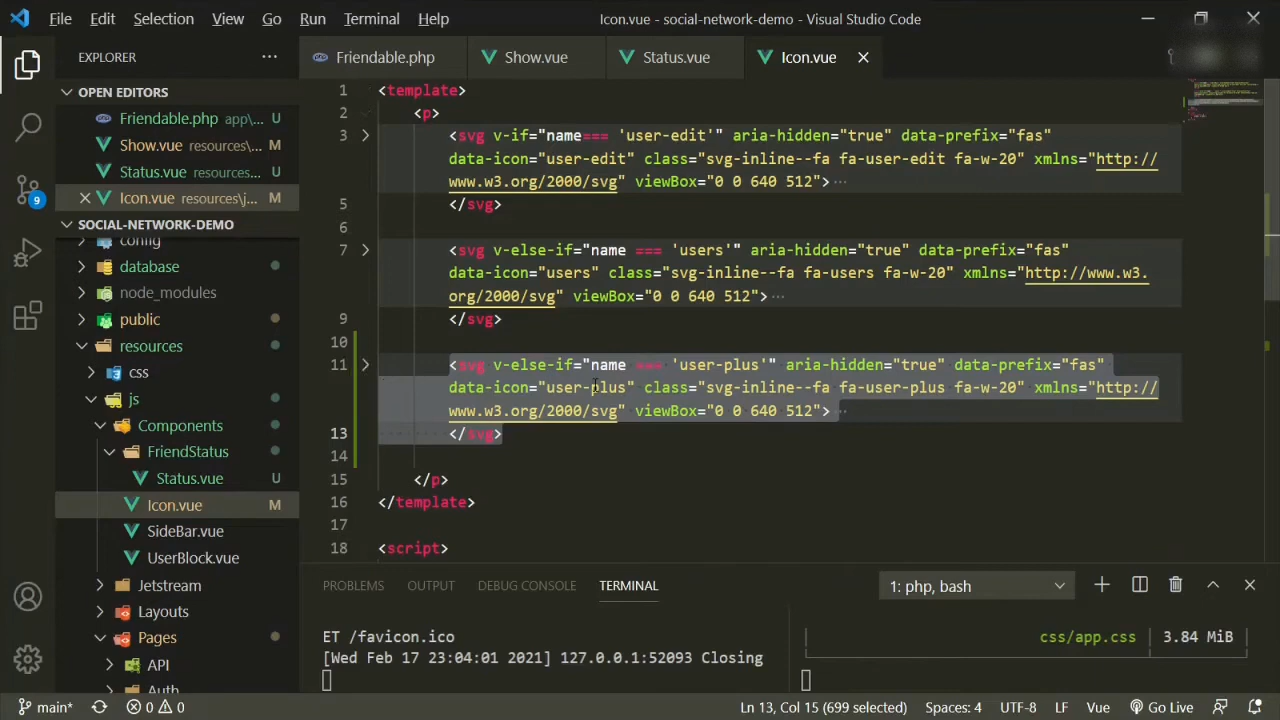 File Edit Selection View Go Run Terminal Help
Icon.vue - social-network-demo - Visual Studio Code
EXPLORER
Friendable.php
Show.vue
Status.vue
Icon.vue
OPEN EDITORS
Friendable.php app\... U
Show.vue resources\... M
Status.vue resources... U
Icon.vue resources\j... M
SOCIAL-NETWORK-DEMO
config
database
node_modules
public
resources
css
js
Components
FriendStatus
Status.vue U
Icon.vue M
SideBar.vue
UserBlock.vue
Jetstream
Layouts
Pages
API
Auth
9
1 <template>
2 <p>
3 <svg v-if="name=== 'user-edit'" aria-hidden="true" data-prefix="fas"
data-icon="user-edit" class="svg-inline--fa fa-user-edit fa-w-20" xmlns="http://
www.w3.org/2000/svg" viewBox="0 0 640 512"> ...
5 </svg>
6
7 <svg v-else-if="name === 'users'" aria-hidden="true" data-prefix="fas"
data-icon="users" class="svg-inline--fa fa-users fa-w-20" xmlns="http://www.w3.
org/2000/svg" viewBox="0 0 640 512"> ...
9 </svg>
10
11 <svg v-else-if="name === 'user-plus'" aria-hidden="true" data-prefix="fas"
data-icon="user-plus" class="svg-inline--fa fa-user-plus fa-w-20" xmlns="http://
www.w3.org/2000/svg" viewBox="0 0 640 512"> ...
13 </svg>
14
15 </p>
16 </template>
17
18 <script>
PROBLEMS OUTPUT DEBUG CONSOLE TERMINAL
1: php, bash
ET /favicon.ico
[Wed Feb 17 23:04:01 2021] 127.0.0.1:52093 Closing
css/app.css | 3.84 MiB
main* 0 0 Ln 13, Col 15 (699 selected) Spaces: 4 UTF-8 LF Vue Go Live